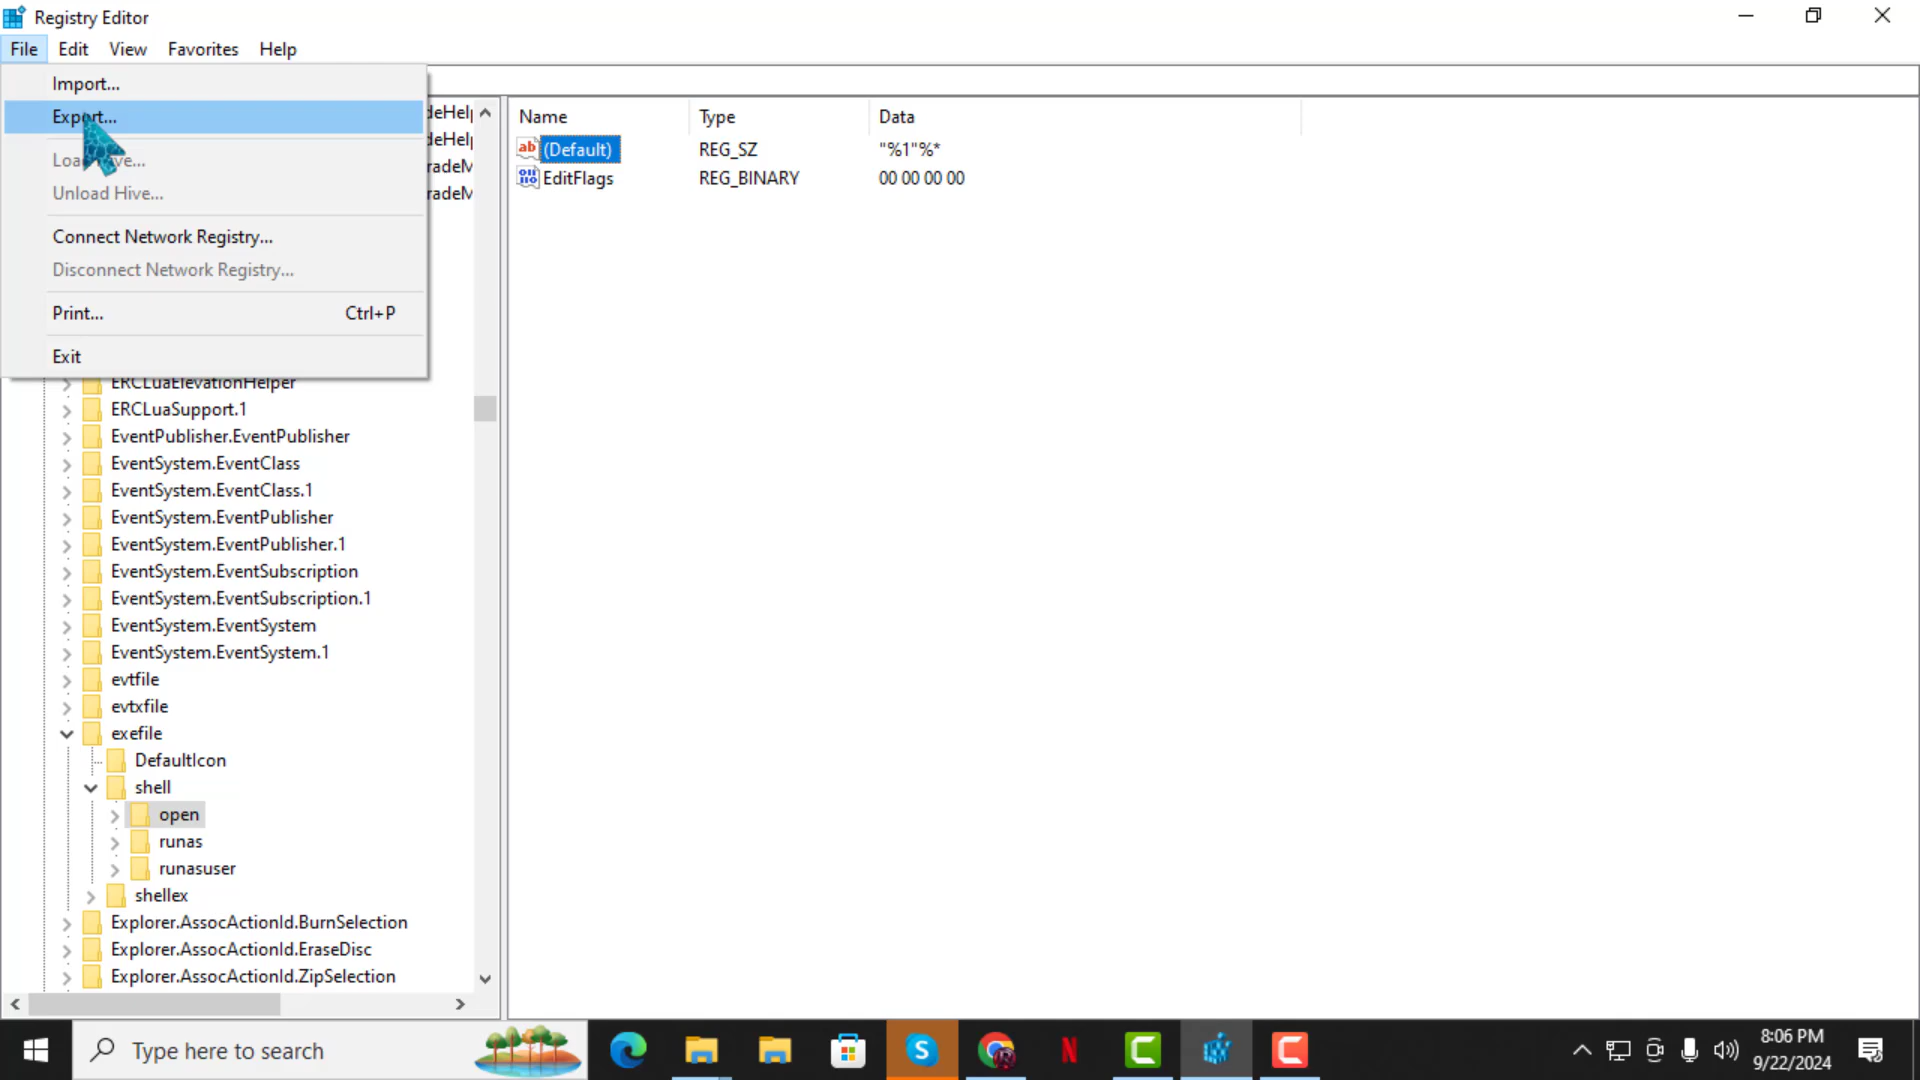 Registry Editor
File Edit View Favorites Help
Import...
Export...
Unload Hive...
Connect Network Registry...
Disconnect Network Registry...
Print... Ctrl+P
Exit
Name Type Data
(Default) REG_SZ "%1"%*
EditFlags REG_BINARY 00 00 00 00
ERCLuaElevationHelper
ERCLuaSupport.1
EventPublisher.EventPublisher
EventSystem.EventClass
EventSystem.EventClass.1
EventSystem.EventPublisher
EventSystem.EventPublisher.1
EventSystem.EventSubscription
EventSystem.EventSubscription.1
EventSystem.EventSystem
EventSystem.EventSystem.1
evtfile
evtxfile
exefile
DefaultIcon
shell
open
runas
runasuser
shellex
Explorer.AssocActionId.BurnSelection
Explorer.AssocActionId.EraseDisc
Explorer.AssocActionId.ZipSelection
Type here to search
8:06 PM
9/22/2024